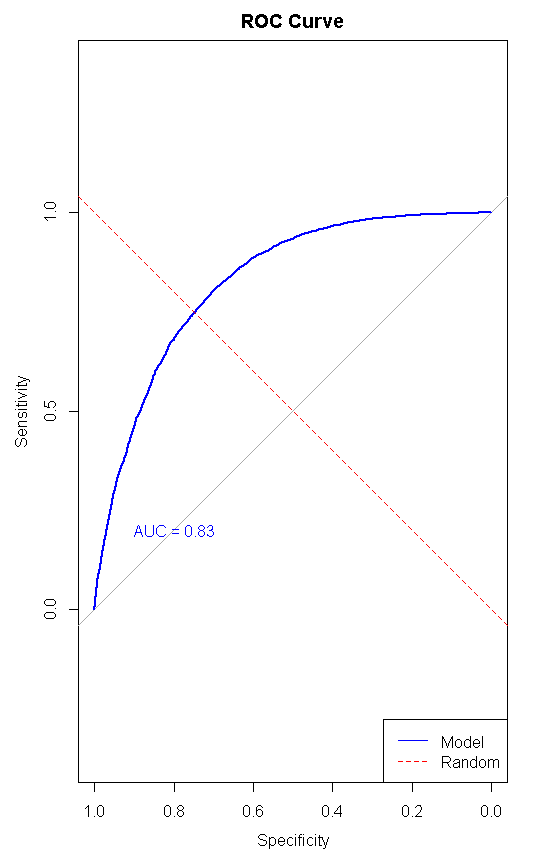 ROC Curve
1.0
0.5
0.0
Sensitivity
AUC = 0.83
Model
Random
1.0 0.8 0.6 0.4 0.2 0.0
Specificity